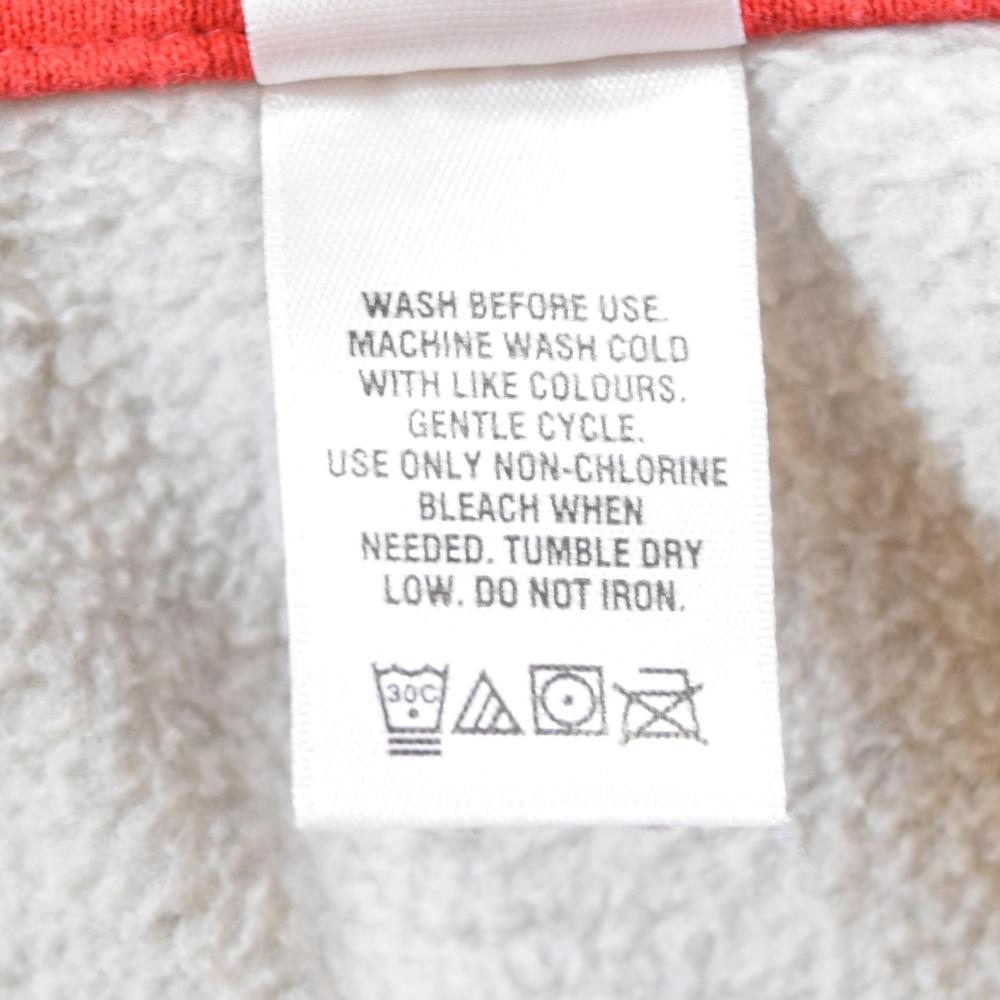 WASH BEFORE USE.
MACHINE WASH COLD
WITH LIKE COLOURS.
GENTLE CYCLE.
USE ONLY NON-CHLORINE
BLEACH WHEN
NEEDED. TUMBLE DRY
LOW. DO NOT IRON.
30C